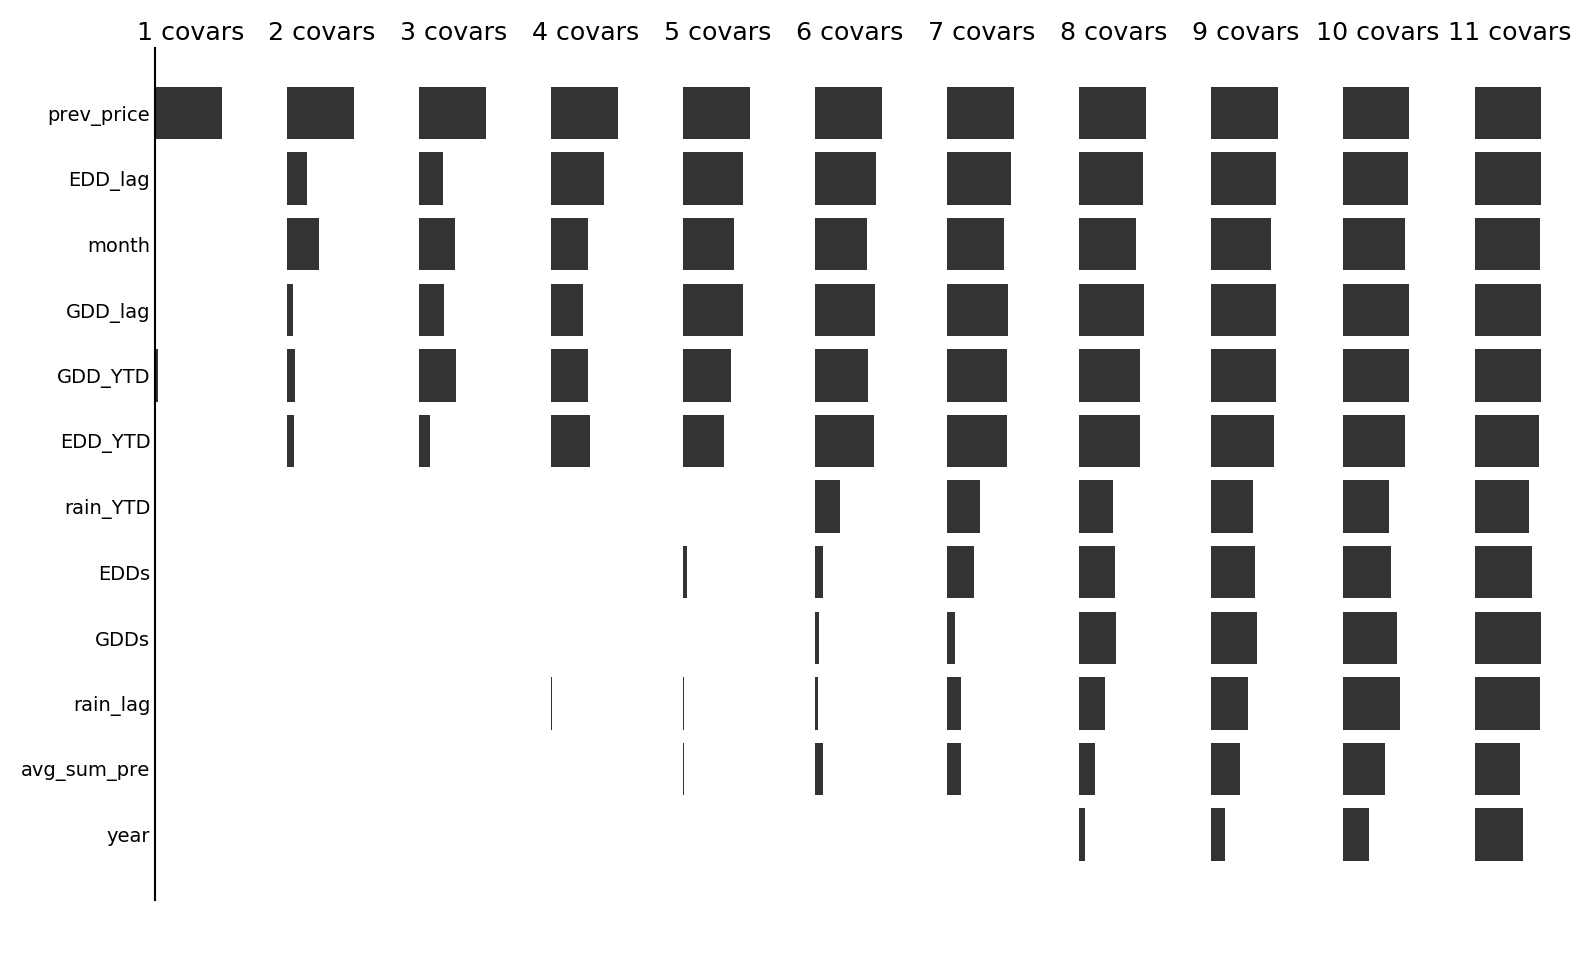 1 covars 2 covars 3 covars 4 covars 5 covars 6 covars 7 covars 8 covars 9 covars 10 covars 11 covars
prev_price
EDD_lag
month
GDD_lag
GDD_YTD
EDD_YTD
rain_YTD
EDDs
GDDs
rain_lag
avg_sum_pre
year